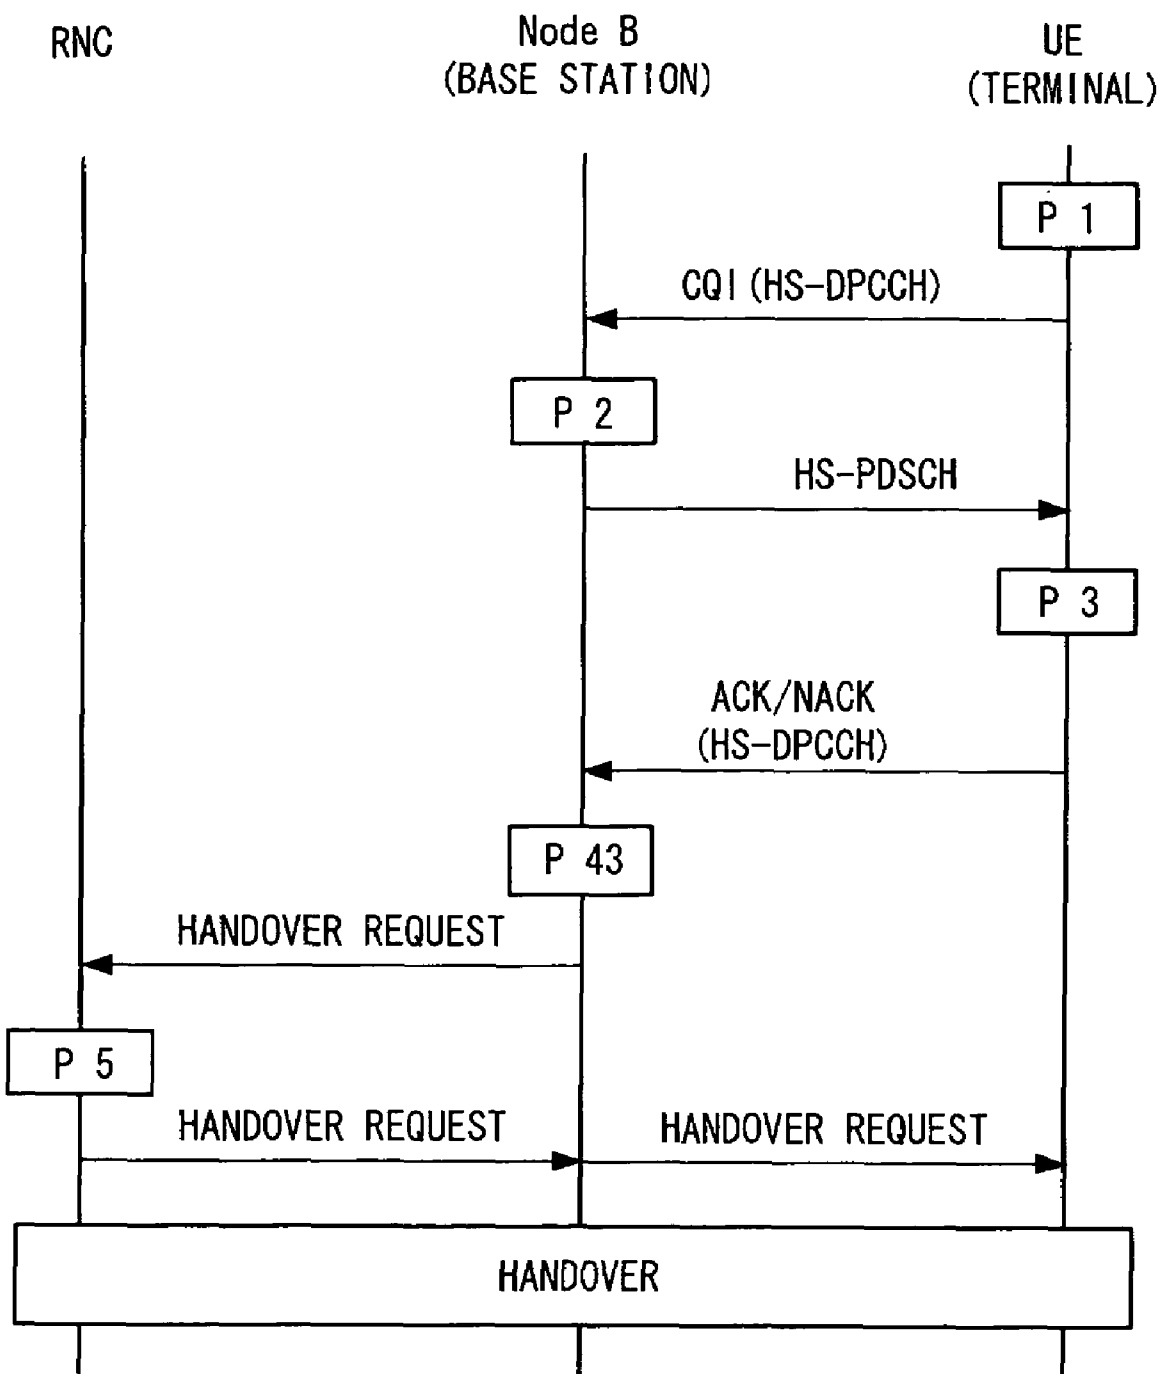 RNC
Node B
(BASE STATION)
UE
(TERMINAL)
P 1
CQI (HS-DPCCH)
P 2
HS-PDSCH
P 3
ACK/NACK
(HS-DPCCH)
P 43
HANDOVER REQUEST
P 5
HANDOVER REQUEST
HANDOVER REQUEST
HANDOVER